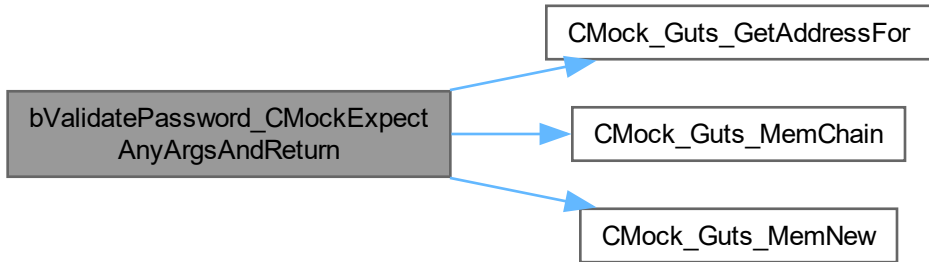 bValidatePassword_CMockExpect
AnyArgsAndReturn
CMock_Guts_GetAddressFor
CMock_Guts_MemChain
CMock_Guts_MemNew